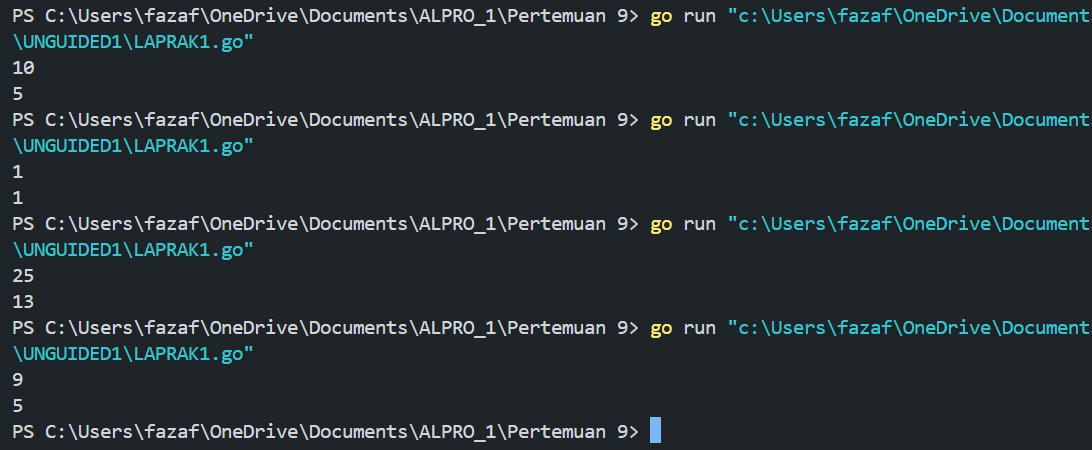 PS C:\Users\fazaf\OneDrive\Documents\ALPRO_1\Pertemuan 9> go run "c:\Users\fazaf\OneDrive\Document
\UNGUIDED1\LAPRAK1.go"
10
5
PS C:\Users\fazaf\OneDrive\Documents\ALPRO_1\Pertemuan 9> go run "c:\Users\fazaf\OneDrive\Document
\UNGUIDED1\LAPRAK1.go"
1
1
PS C:\Users\fazaf\OneDrive\Documents\ALPRO_1\Pertemuan 9> go run "c:\Users\fazaf\OneDrive\Document
\UNGUIDED1\LAPRAK1.go"
25
13
PS C:\Users\fazaf\OneDrive\Documents\ALPRO_1\Pertemuan 9> go run "c:\Users\fazaf\OneDrive\Document
\UNGUIDED1\LAPRAK1.go"
9
5
PS C:\Users\fazaf\OneDrive\Documents\ALPRO_1\Pertemuan 9>